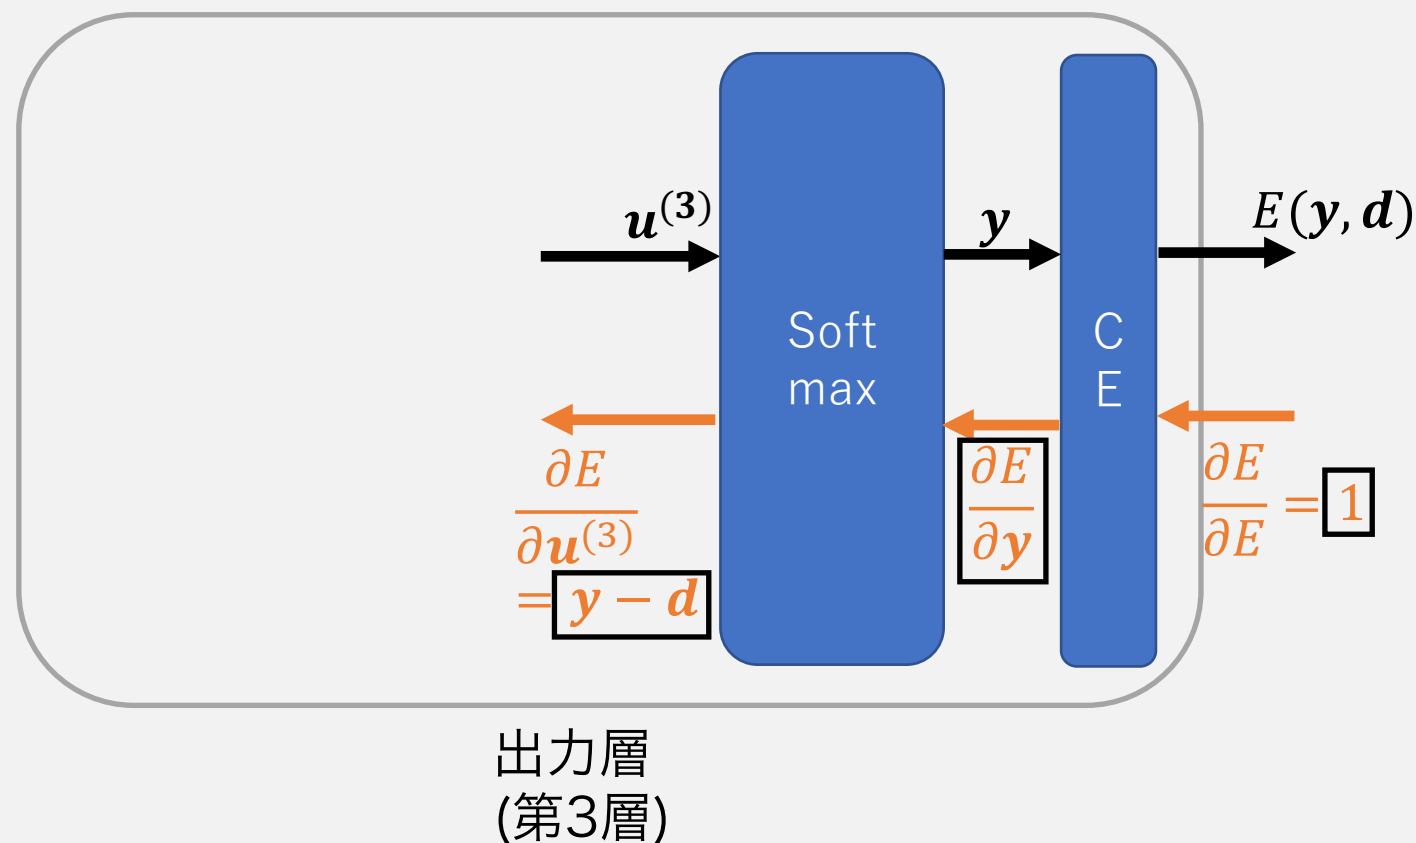 𝒖⁽³⁾
𝒚
E(𝒚, 𝒅)
Soft
max
C
E
∂E
∂𝒖⁽³⁾
= 𝒚 − 𝒅
∂E
∂𝒚
∂E
∂E
= 1
出力層
(第3層)